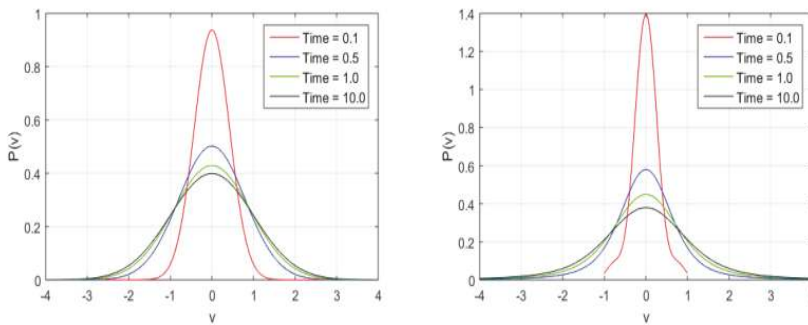 1
0.8
0.6
0.4
0.2
0
P(v)
-4 -3 -2 -1 0 1 2 3 4
v
Time = 0.1
Time = 0.5
Time = 1.0
Time = 10.0
1.4
1.2
1
0.8
0.6
0.4
0.2
0
P(v)
-4 -3 -2 -1 0 1 2 3
v
Time = 0.1
Time = 0.5
Time = 1.0
Time = 10.0